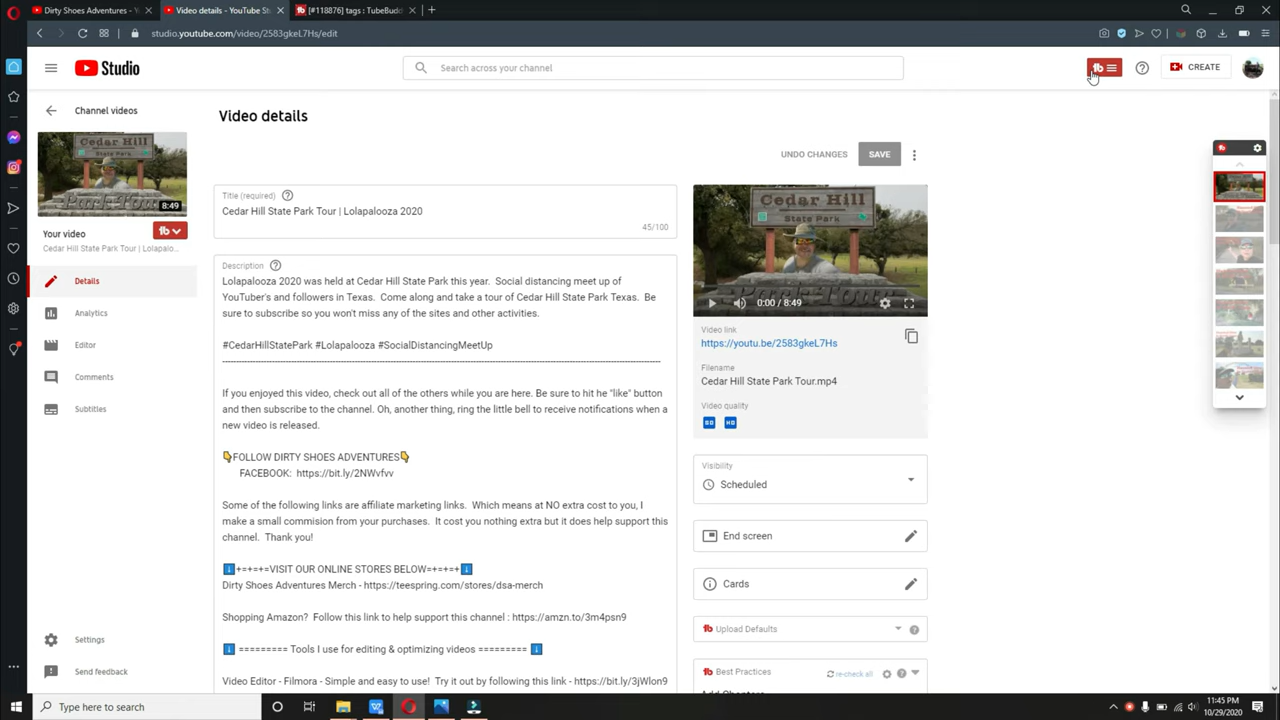 Dirty Shoes Adventures - Y
Video details - YouTube St
[#118876] tags : TubeBud
studio.youtube.com/video/2583gkeL7Hs/edit
Studio
Search across your channel
CREATE
Channel videos
Video details
UNDO CHANGES
SAVE
Cedar Hill
State Park
Park Tour
8:49
Your video
Cedar Hill State Park Tour | Lolapalo...
Details
Analytics
Editor
Comments
Subtitles
Settings
Send feedback
Title (required)
Cedar Hill State Park Tour | Lolapalooza 2020
45/100
Description
Lolapalooza 2020 was held at Cedar Hill State Park this year.  Social distancing meet up of
YouTuber's and followers in Texas.  Come along and take a tour of Cedar Hill State Park Texas.  Be
sure to subscribe so you won't miss any of the sites and other activities.
#CedarHillStatePark #Lolapalooza #SocialDistancingMeetUp
If you enjoyed this video, check out all of the others while you are here. Be sure to hit he "like" button
and then subscribe to the channel. Oh, another thing, ring the little bell to receive notifications when a
new video is released.
👇FOLLOW DIRTY SHOES ADVENTURES👇
FACEBOOK:  https://bit.ly/2NWvfvv
Some of the following links are affiliate marketing links.  Which means at NO extra cost to you, I
make a small commision from your purchases.  It cost you nothing extra but it does help support this
channel.  Thank you!
⬇+=+=+=VISIT OUR ONLINE STORES BELOW=+=+=+⬇
Dirty Shoes Adventures Merch - https://teespring.com/stores/dsa-merch
Shopping Amazon?  Follow this link to help support this channel : https://amzn.to/3m4psn9
⬇ ========= Tools I use for editing & optimizing videos ========= ⬇
Video Editor - Filmora - Simple and easy to use!  Try it out by following this link - https://bit.ly/3jWlon9
Cedar Hill
State Park
Park Tour
0:00 / 8:49
Video link
https://youtu.be/2583gkeL7Hs
Filename
Cedar Hill State Park Tour.mp4
Video quality
SD HD
Visibility
Scheduled
End screen
Cards
Upload Defaults
Best Practices
re-check all
Add Chapters
Type here to search
11:45 PM
10/29/2020